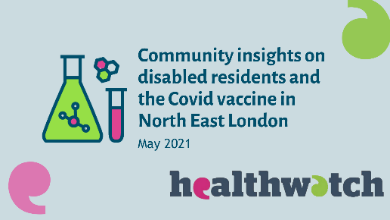 Community insights on
disabled residents and
the Covid vaccine in
North East London
May 2021
healthwatch